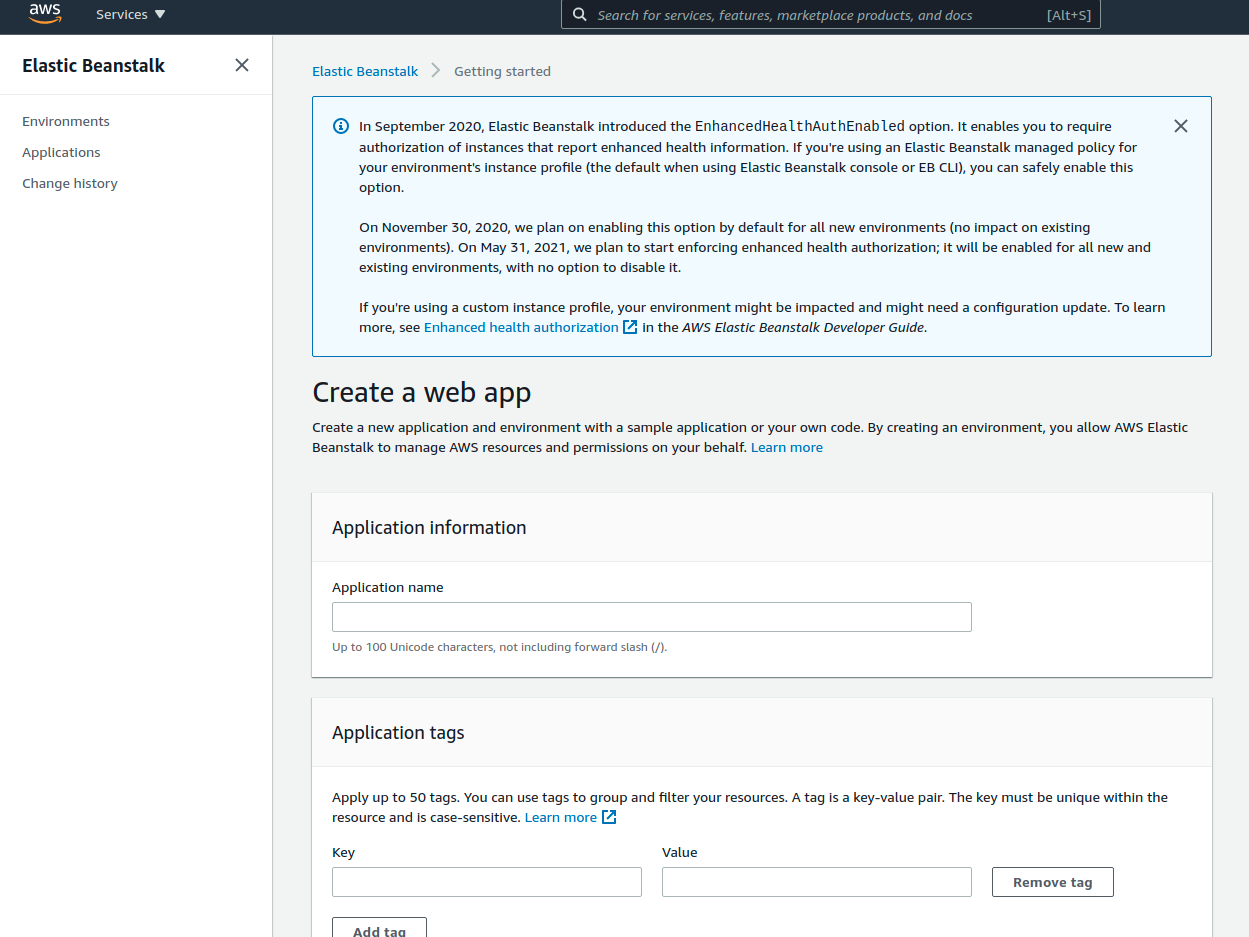 aws Services ▼ Search for services, features, marketplace products, and docs [Alt+S]
Elastic Beanstalk
Environments
Applications
Change history
Elastic Beanstalk > Getting started
In September 2020, Elastic Beanstalk introduced the EnhancedHealthAuthEnabled option. It enables you to require
authorization of instances that report enhanced health information. If you're using an Elastic Beanstalk managed policy for
your environment's instance profile (the default when using Elastic Beanstalk console or EB CLI), you can safely enable this
option.
On November 30, 2020, we plan on enabling this option by default for all new environments (no impact on existing
environments). On May 31, 2021, we plan to start enforcing enhanced health authorization; it will be enabled for all new and
existing environments, with no option to disable it.
If you're using a custom instance profile, your environment might be impacted and might need a configuration update. To learn
more, see Enhanced health authorization in the AWS Elastic Beanstalk Developer Guide.
Create a web app
Create a new application and environment with a sample application or your own code. By creating an environment, you allow AWS Elastic
Beanstalk to manage AWS resources and permissions on your behalf. Learn more
Application information
Application name
Up to 100 Unicode characters, not including forward slash (/).
Application tags
Apply up to 50 tags. You can use tags to group and filter your resources. A tag is a key-value pair. The key must be unique within the
resource and is case-sensitive. Learn more
Key Value
Remove tag
Add tag